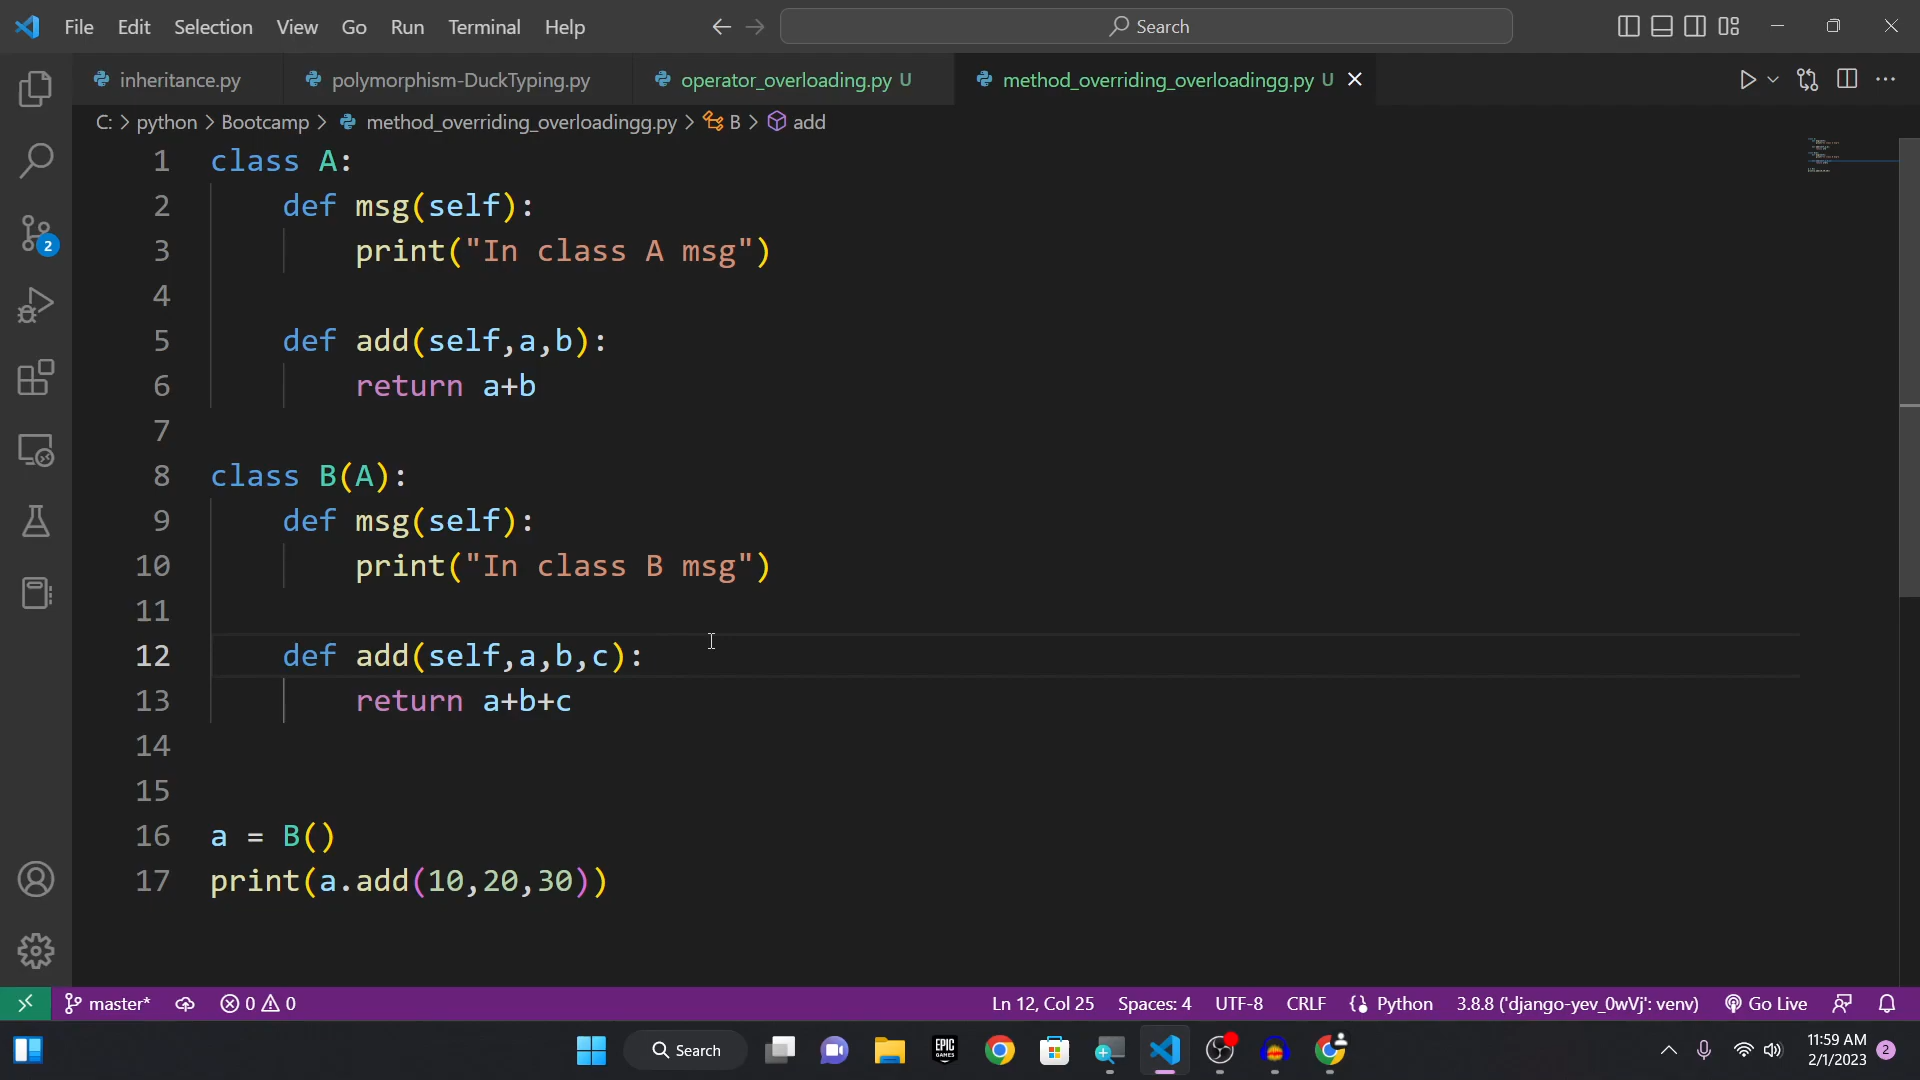 File Edit Selection View Go Run Terminal Help Search
inheritance.py polymorphism-DuckTyping.py operator_overloading.py U method_overriding_overloadingg.py U
C: > python > Bootcamp > method_overriding_overloadingg.py > B > add
1 class A:
2 def msg(self):
3 print("In class A msg")
4
5 def add(self,a,b):
6 return a+b
7
8 class B(A):
9 def msg(self):
10 print("In class B msg")
11
12 def add(self,a,b,c):
13 return a+b+c
14
15
16 a = B()
17 print(a.add(10,20,30))
2
master* 0 0 Ln 12, Col 25 Spaces: 4 UTF-8 CRLF Python 3.8.8 ('django-yev_0wVj': venv) Go Live
Search EPIC GAMES 11:59 AM
2/1/2023 2